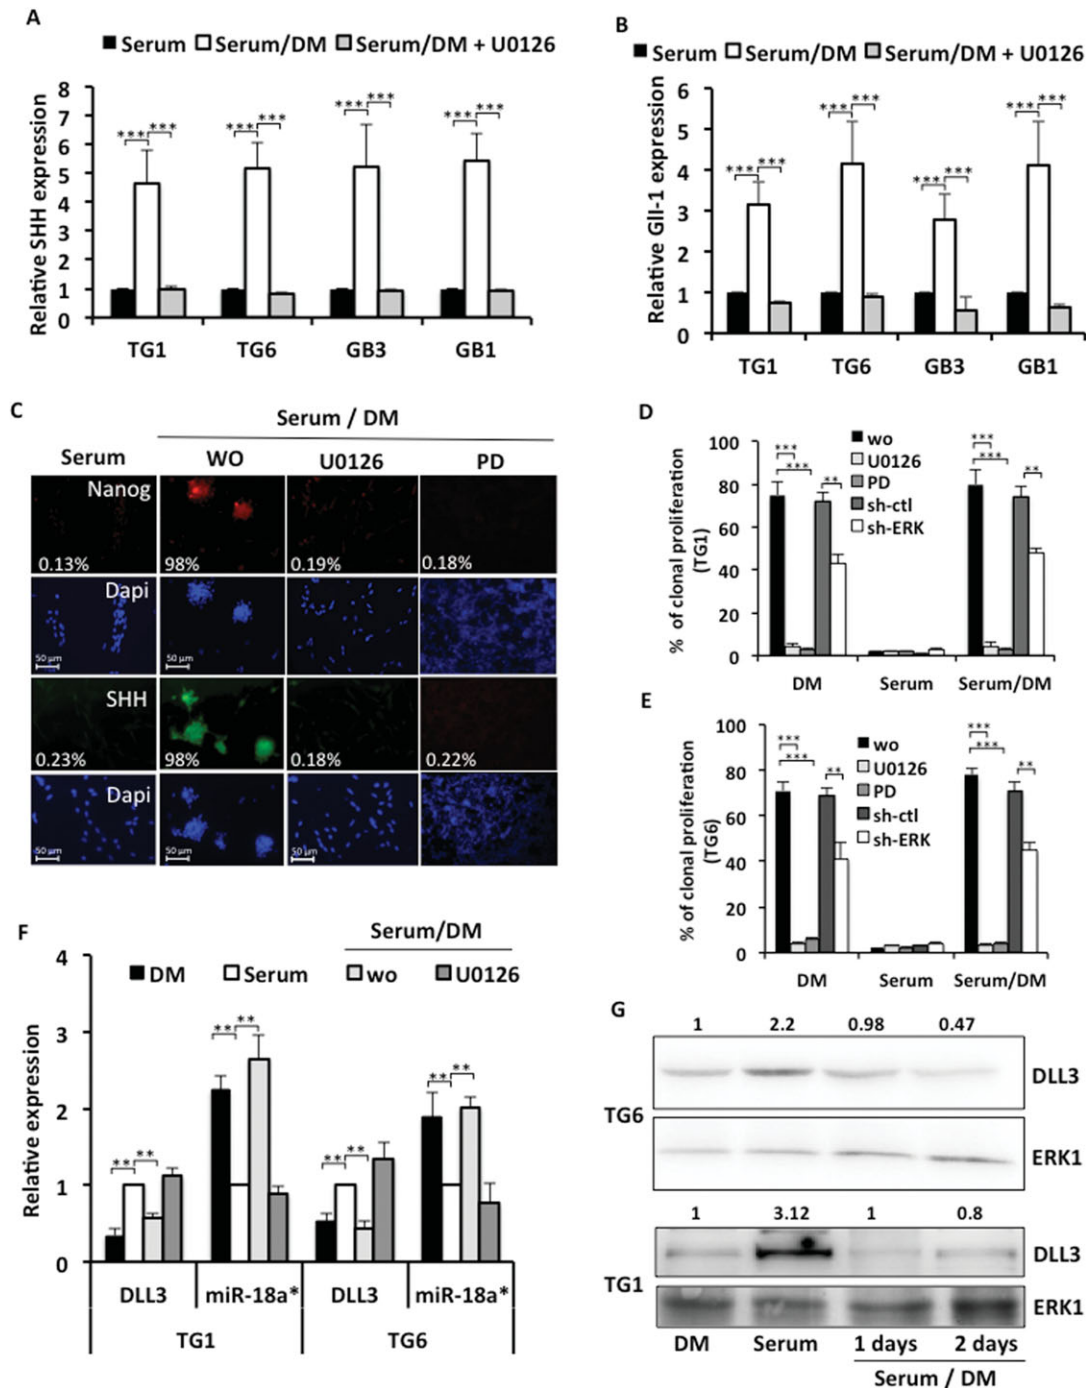 A
■ Serum □ Serum/DM ■ Serum/DM + U0126
Relative SHH expression
8
7
6
5
4
3
2
1
0
*** ***
*** ***
*** ***
*** ***
TG1 TG6 GB3 GB1
B
■ Serum □ Serum/DM ■ Serum/DM + U0126
Relative Gll-1 expression
6
5
4
3
2
1
0
*** ***
*** ***
*** ***
*** ***
TG1 TG6 GB3 GB1
C
Serum / DM
Serum WO U0126 PD
Nanog
0.13% 98% 0.19% 0.18%
Dapi
50 µm 50 µm 50 µm
SHH
0.23% 98% 0.18% 0.22%
Dapi
50 µm 50 µm 50 µm
D
% of clonal proliferation
(TG1)
100
80
60
40
20
0
wo
U0126
PD
sh-ctl
sh-ERK
*** *** **
*** *** **
DM Serum Serum/DM
E
% of clonal proliferation
(TG6)
100
80
60
40
20
0
wo
U0126
PD
sh-ctl
sh-ERK
*** *** **
*** *** **
DM Serum Serum/DM
F
Serum/DM
■ DM □ Serum □ wo ■ U0126
Relative expression
4
3
2
1
0
** **
** **
** **
** **
DLL3 miR-18a* DLL3 miR-18a*
TG1 TG6
G
1 2.2 0.98 0.47
DLL3
TG6
ERK1
1 3.12 1 0.8
DLL3
TG1
ERK1
DM Serum 1 days 2 days
Serum / DM